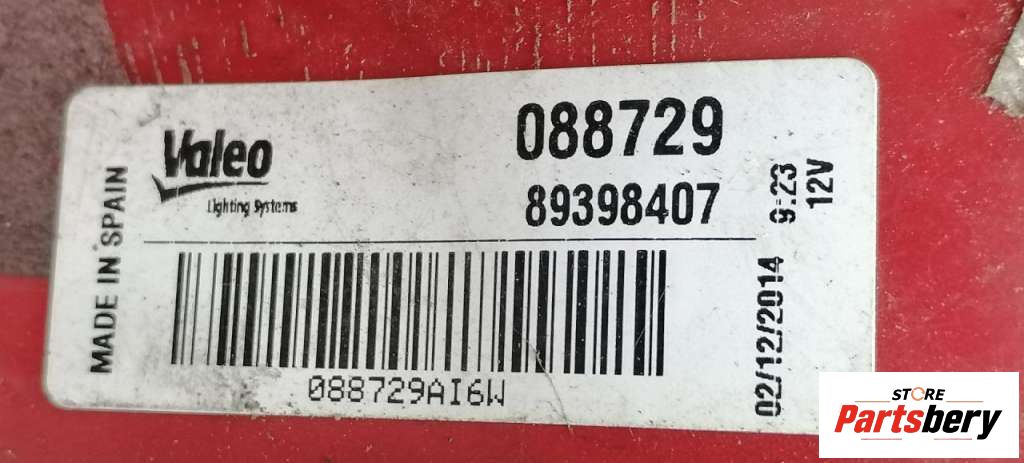 MADE IN SPAIN
Valeo
Lighting Systems
088729
89398407
088729AI6W
02/12/2014 9:23
12V
STORE
Partsbery